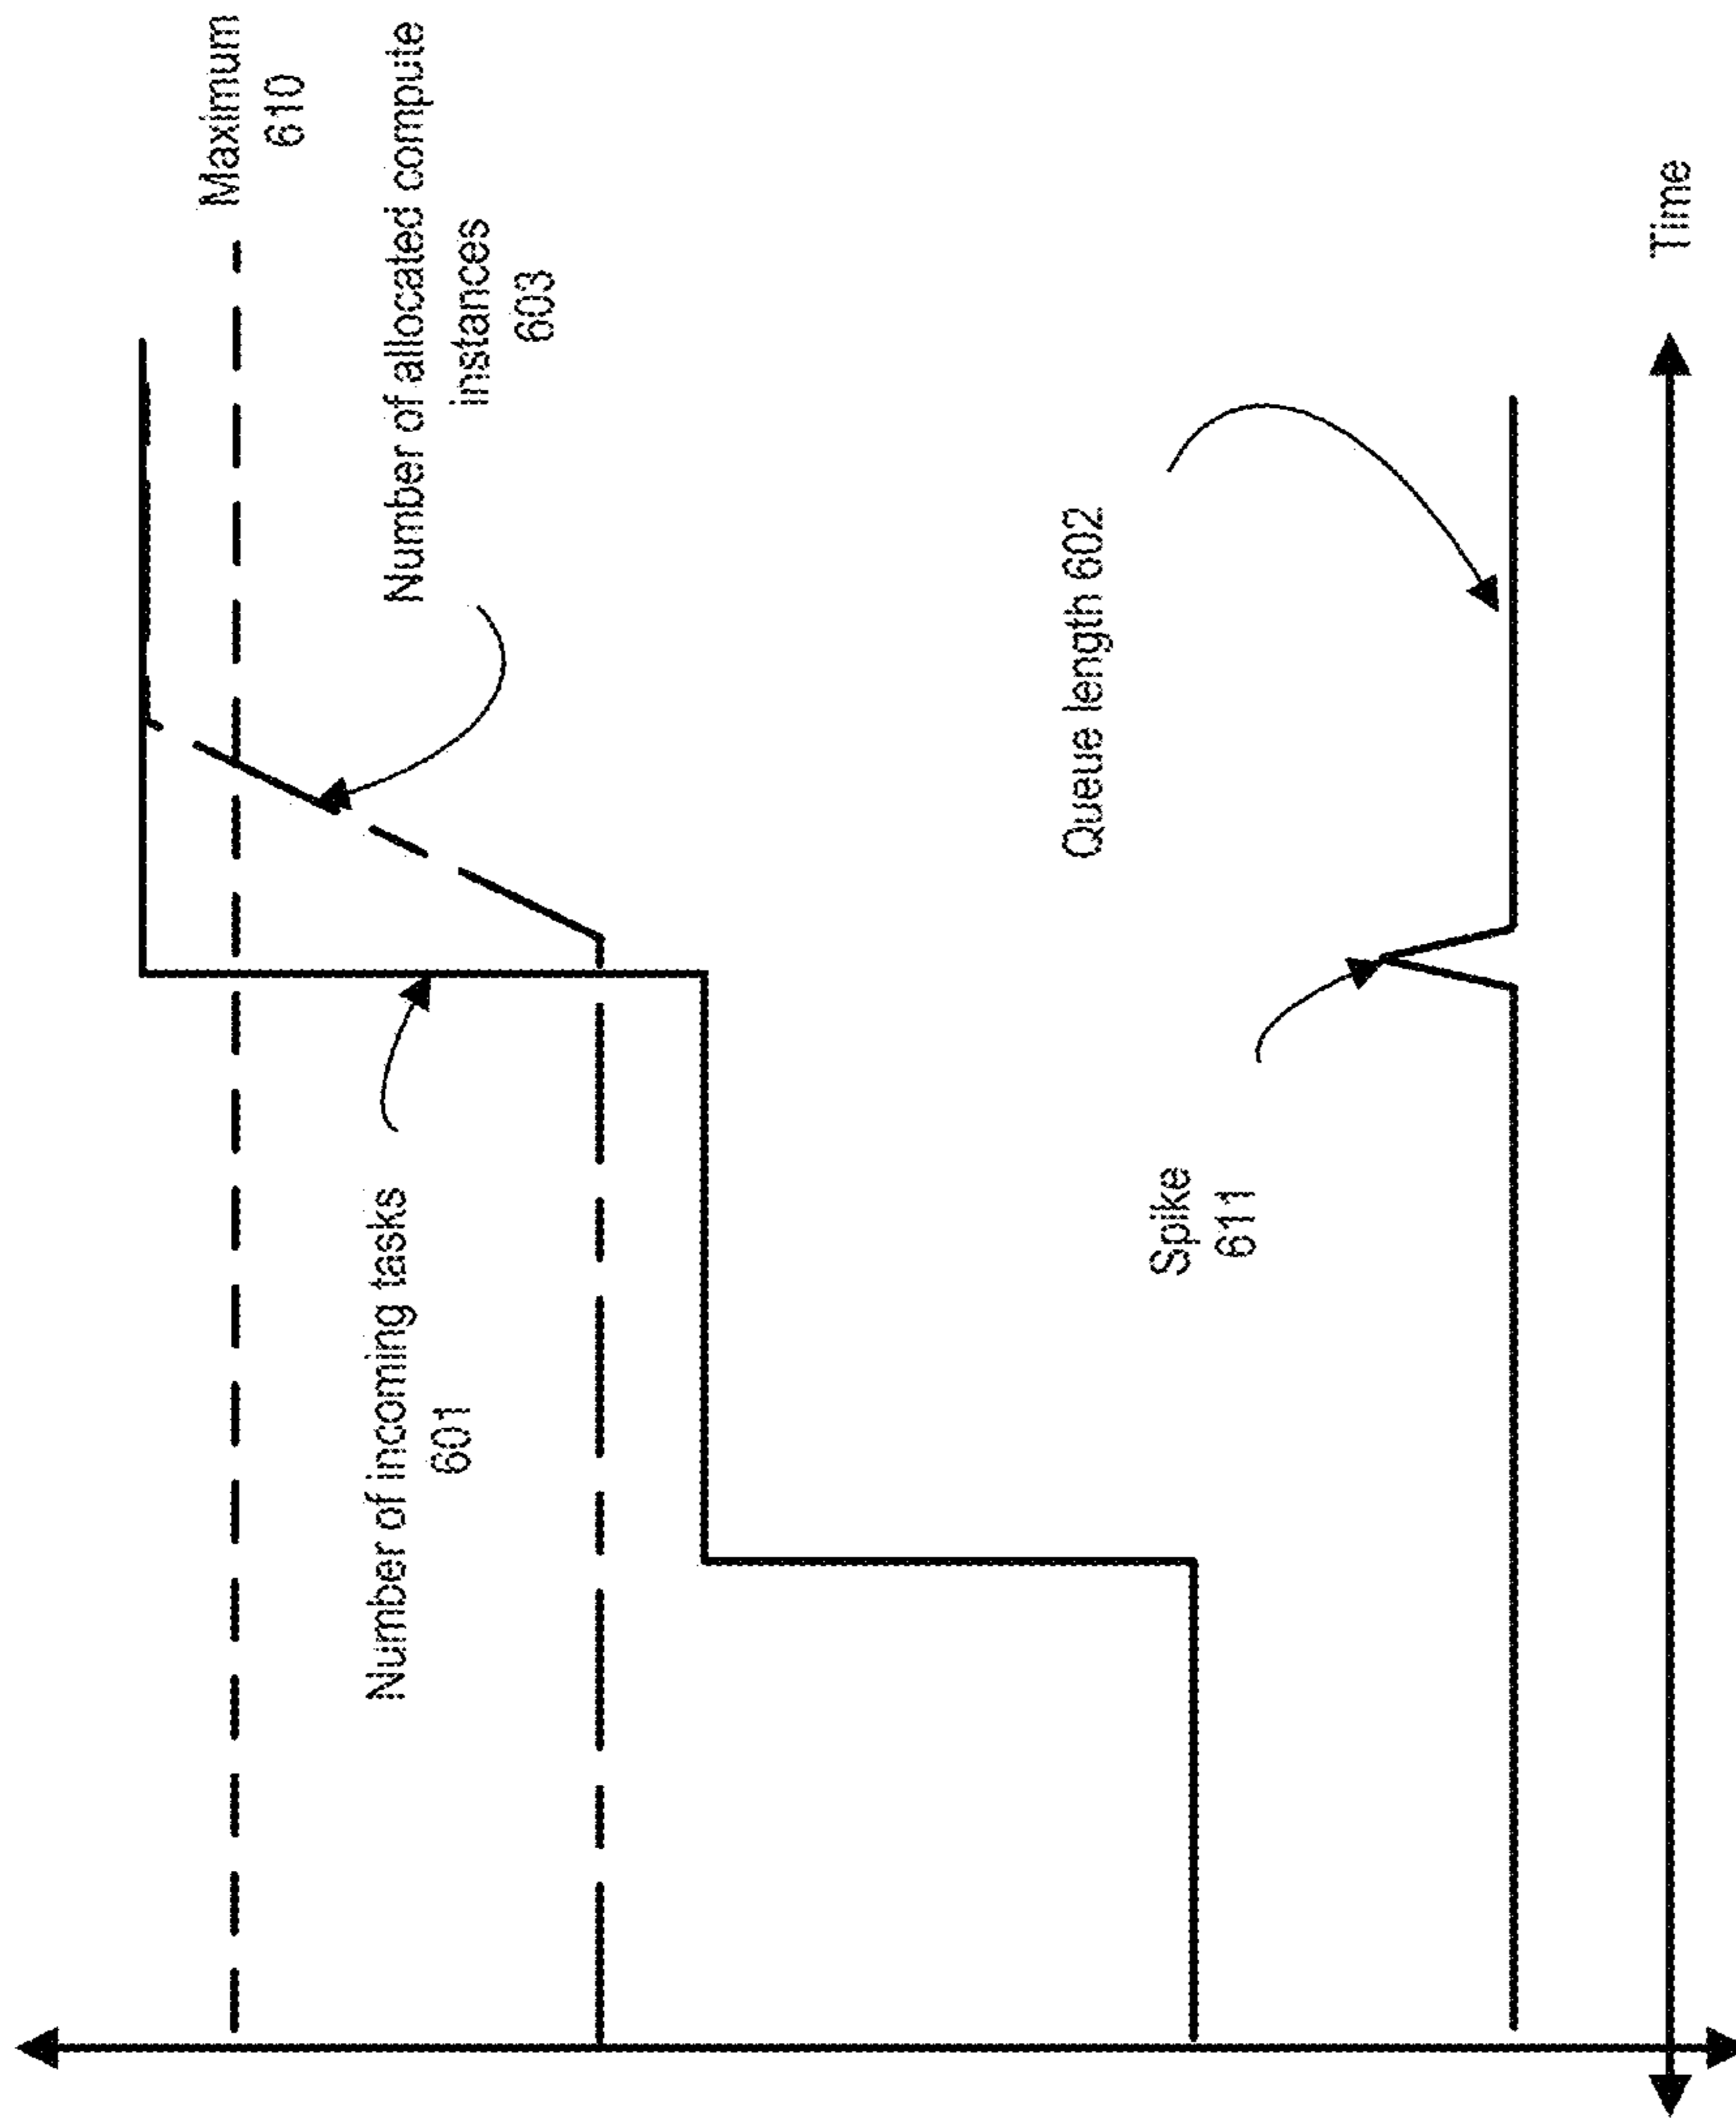 Maximum
610
Number of allocated compute
instances
603
Number of incoming tasks
601
Queue length 602
Spike
611
Time